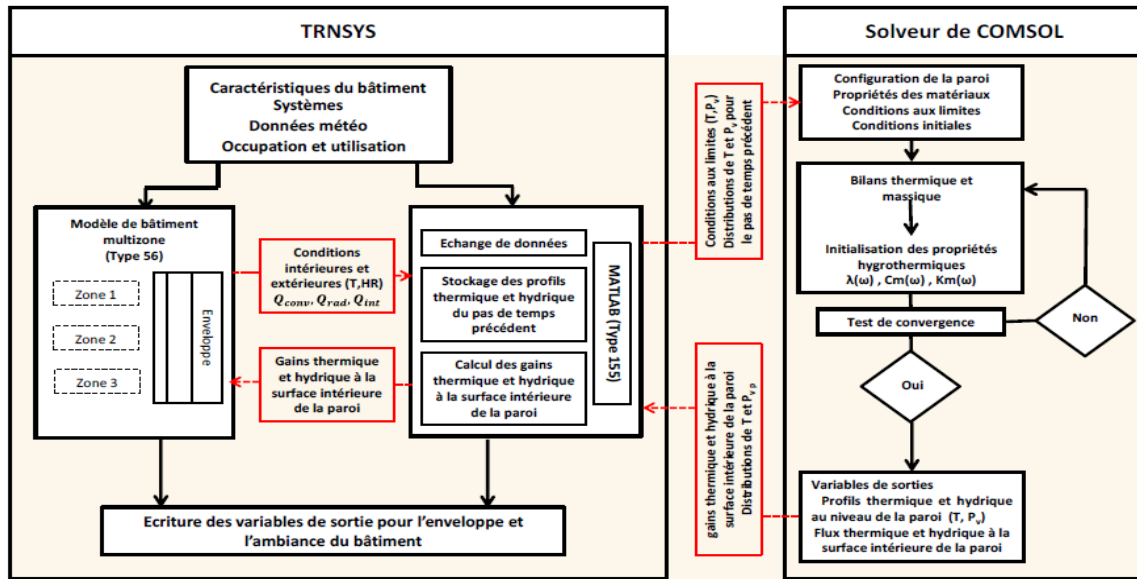 TRNSYS
Caractéristiques du bâtiment
Systèmes
Données météo
Occupation et utilisation
Modèle de bâtiment
multizone
(Type 56)
Zone 1
Zone 2
Zone 3
Enveloppe
Conditions
intérieures et
extérieures (T,HR)
Qconv, Qrad, Qint
Gains thermique
et hydrique à la
surface intérieure
de la paroi
Echange de données
Stockage des profils
thermique et hydrique
du pas de temps
précédent
Calcul des gains
thermique et hydrique
à la surface intérieure
de la paroi
MATLAB (Type 155)
Ecriture des variables de sortie pour l'enveloppe et
l'ambiance du bâtiment
Conditions aux limites (T,Pv)
Distributions de T et Pv pour
le pas de temps précédent
gains thermique et hydrique à la
surface intérieure de la paroi
Distributions de T et Pv p
Solveur de COMSOL
Configuration de la paroi
Propriétés des matériaux
Conditions aux limites
Conditions initiales
Bilans thermique et
massique
Initialisation des propriétés
hygrothermiques
λ(ω) , Cm(ω) , Km(ω)
Test de convergence
Non
Oui
Variables de sorties
Profils thermique et hydrique
au niveau de la paroi (T, Pv)
Flux thermique et hydrique à la
surface intérieure de la paroi